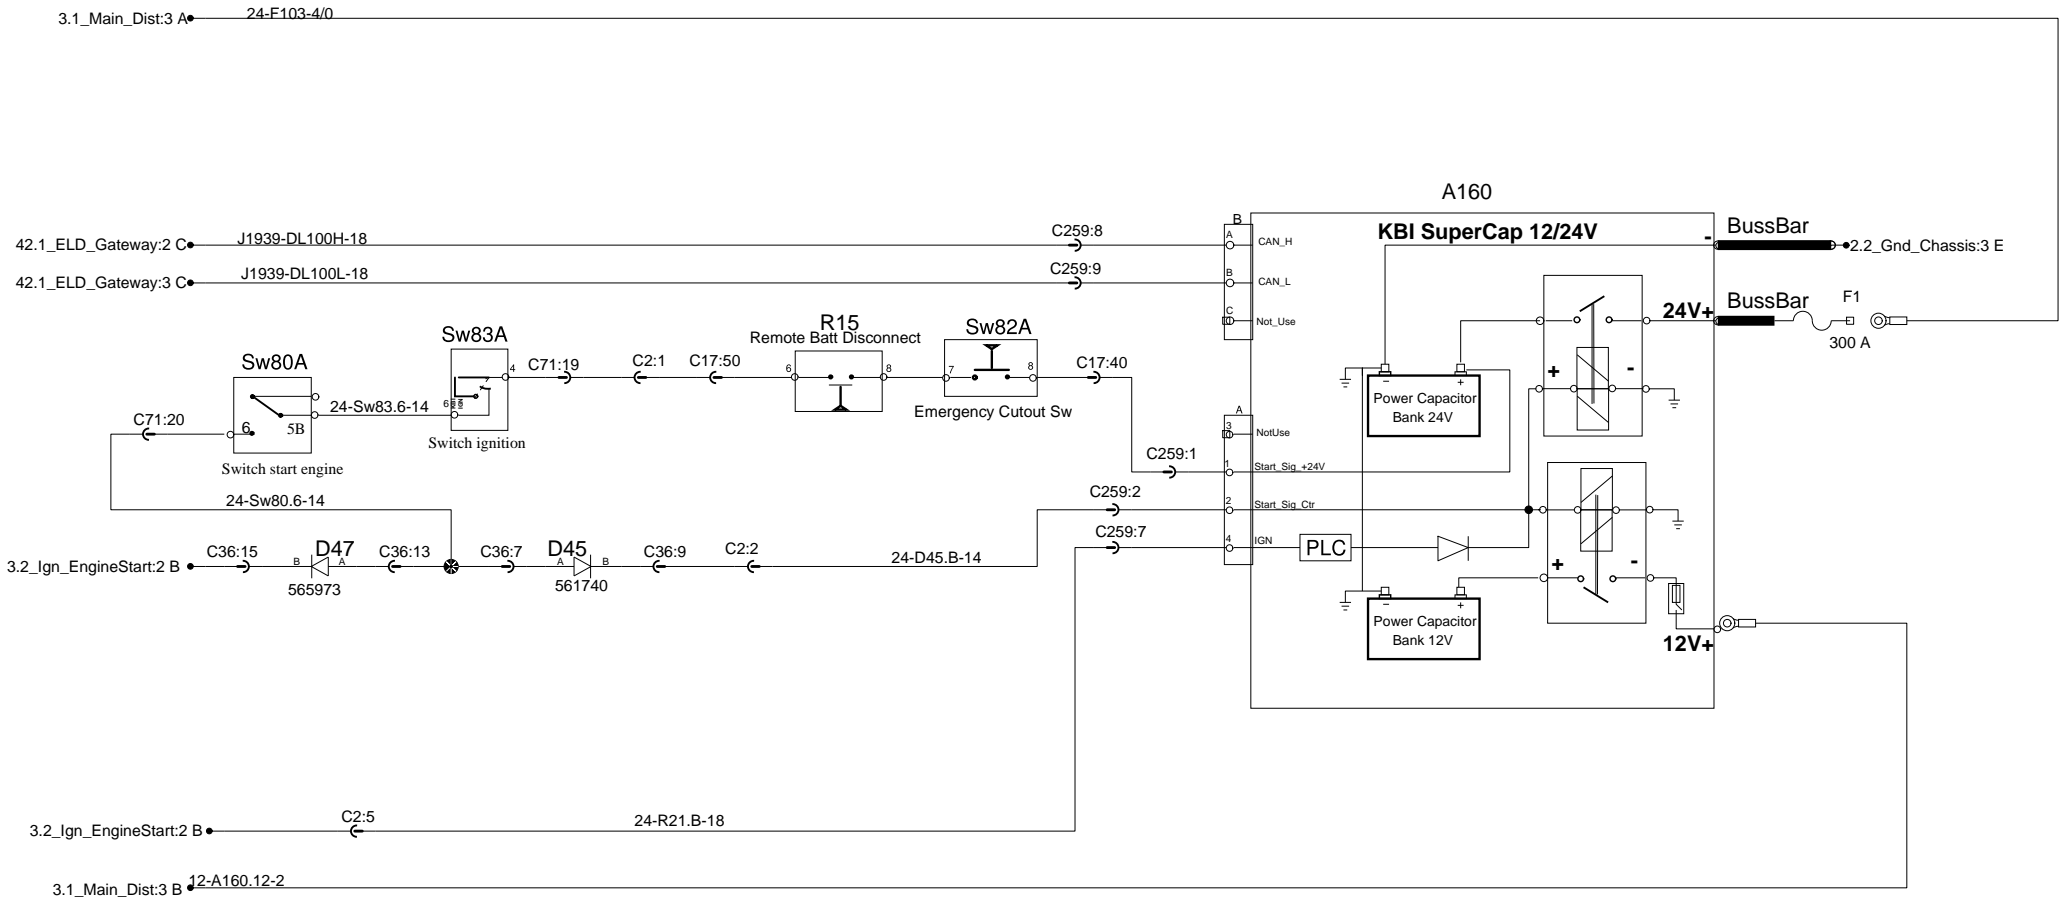 3.1_Main_Dist:3 A
24-F103-4/0
A160
KBI SuperCap 12/24V
42.1_ELD_Gateway:2 C
J1939-DL100H-18
C259:8
B
A
CAN_H
-
BussBar
2.2_Gnd_Chassis:3 E
42.1_ELD_Gateway:3 C
J1939-DL100L-18
C259:9
B
CAN_L
C
Not_Use
24V+
BussBar
F1
300 A
Sw80A
6
5B
Switch start engine
C71:20
24-Sw83.6-14
Sw83A
4
6
KBI
IGN
Switch ignition
C71:19
C2:1
C17:50
R15
Remote Batt Disconnect
6
8
Sw82A
7
8
Emergency Cutout Sw
C17:40
–
+
Power Capacitor
Bank 24V
+
-
A
3
NotUse
C259:1
1
Start_Sig_+24V
24-Sw80.6-14
C259:2
2
Start_Sig_Ctr
C259:7
4
IGN
PLC
3.2_Ign_EngineStart:2 B
C36:15
B
D47
A
565973
C36:13
C36:7
D45
A
B
561740
C36:9
C2:2
24-D45.B-14
+
-
–
+
Power Capacitor
Bank 12V
12V+
3.2_Ign_EngineStart:2 B
C2:5
24-R21.B-18
3.1_Main_Dist:3 B
12-A160.12-2